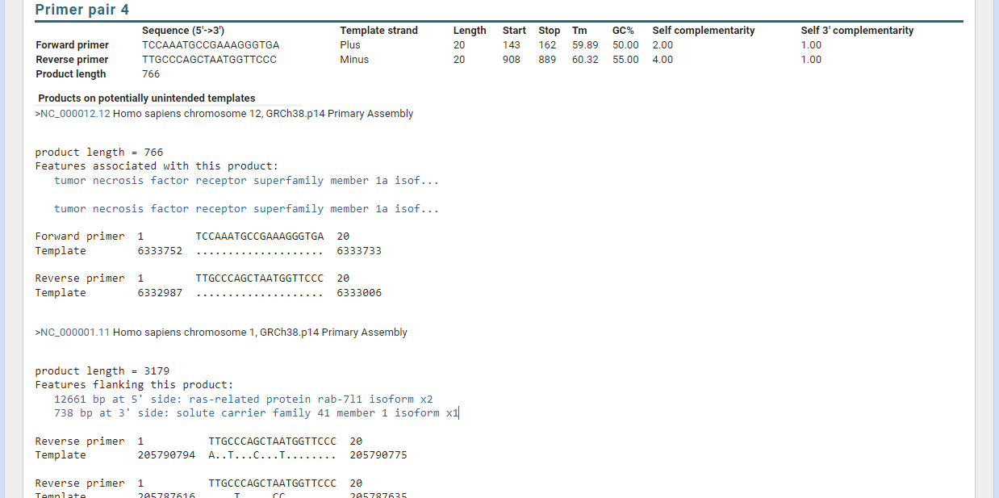 Primer pair 4
Sequence (5'->3') Template strand Length Start Stop Tm GC% Self complementarity Self 3' complementarity
Forward primer TCCAAATGCCGAAAGGGTGA Plus 20 143 162 59.89 50.00 2.00 1.00
Reverse primer TTGCCCAGCTAATGGTTCCC Minus 20 908 889 60.32 55.00 4.00 1.00
Product length 766
Products on potentially unintended templates
>NC_000012.12 Homo sapiens chromosome 12, GRCh38.p14 Primary Assembly
product length = 766
Features associated with this product:
tumor necrosis factor receptor superfamily member 1a isof...
tumor necrosis factor receptor superfamily member 1a isof...
Forward primer 1 TCCAAATGCCGAAAGGGTGA 20
Template 6333752 .................... 6333733
Reverse primer 1 TTGCCCAGCTAATGGTTCCC 20
Template 6332987 .................... 6333006
>NC_000001.11 Homo sapiens chromosome 1, GRCh38.p14 Primary Assembly
product length = 3179
Features flanking this product:
12661 bp at 5' side: ras-related protein rab-7l1 isoform x2
738 bp at 3' side: solute carrier family 41 member 1 isoform x1
Reverse primer 1 TTGCCCAGCTAATGGTTCCC 20
Template 205790794 A..T...C...T........ 205790775
Reverse primer 1 TTGCCCAGCTAATGGTTCCC 20
Template 205787616 205787635